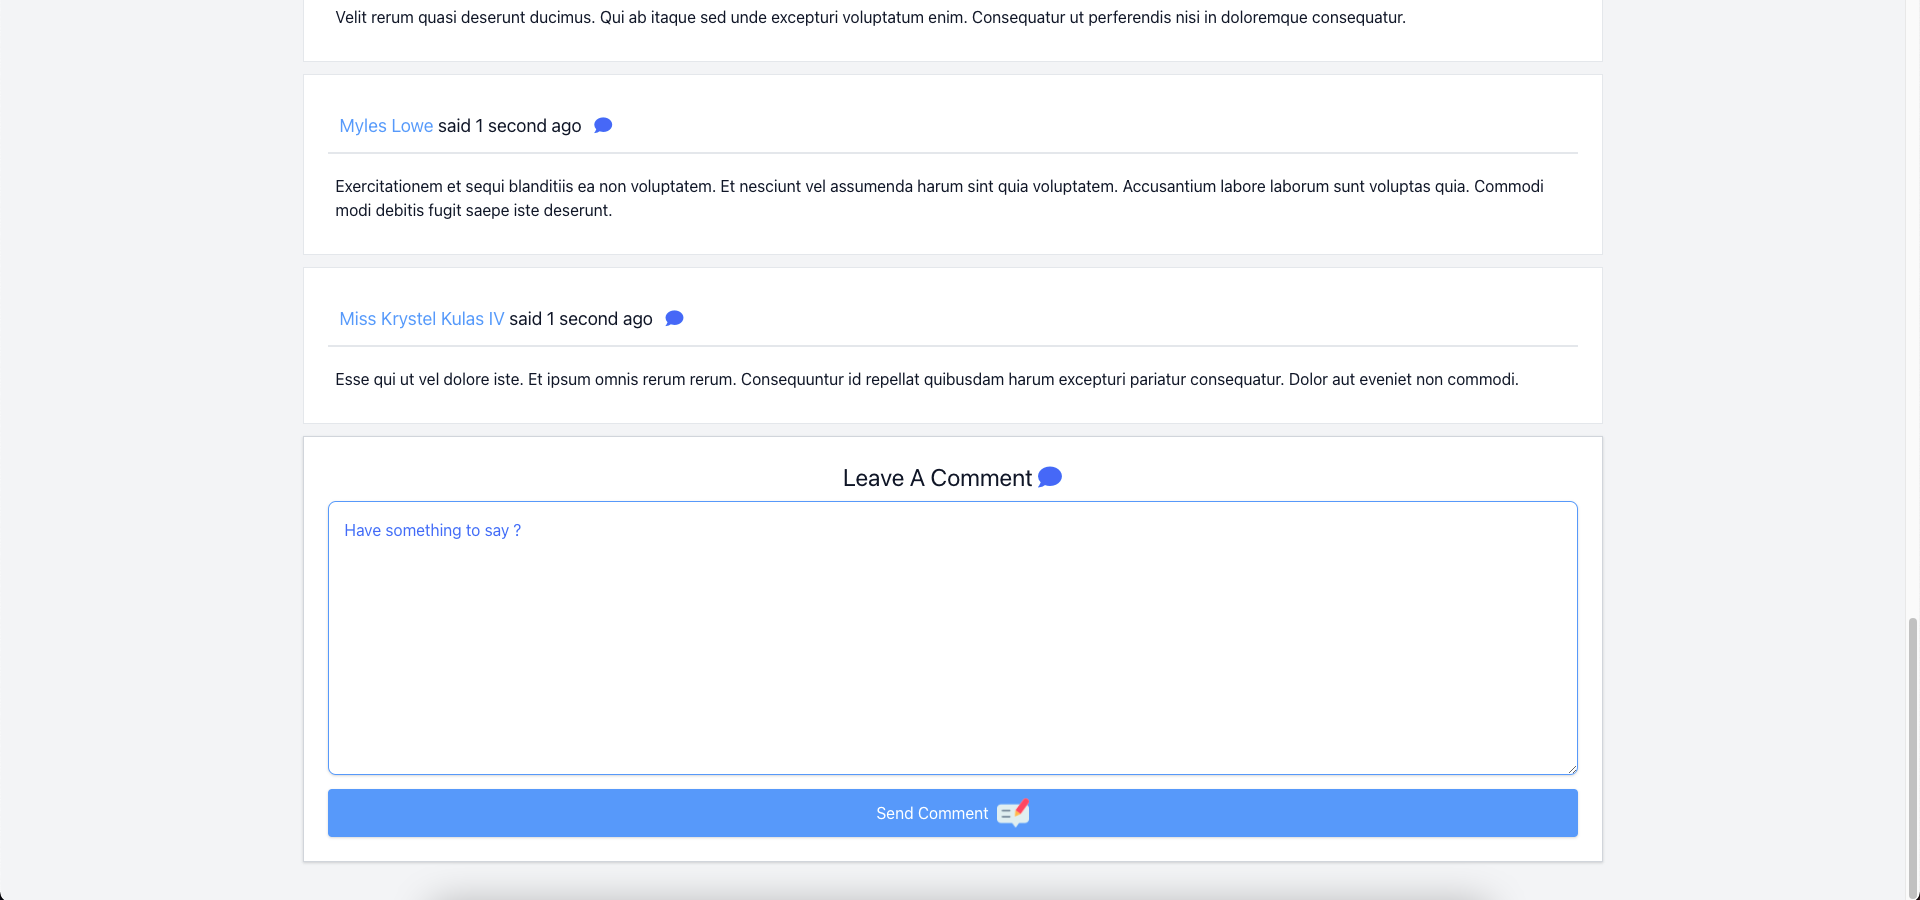 Velit rerum quasi deserunt ducimus. Qui ab itaque sed unde excepturi voluptatum enim. Consequatur ut perferendis nisi in doloremque consequatur.
Myles Lowe said 1 second ago
Exercitationem et sequi blanditiis ea non voluptatem. Et nesciunt vel assumenda harum sint quia voluptatem. Accusantium labore laborum sunt voluptas quia. Commodi
modi debitis fugit saepe iste deserunt.
Miss Krystel Kulas IV said 1 second ago
Esse qui ut vel dolore iste. Et ipsum omnis rerum rerum. Consequuntur id repellat quibusdam harum excepturi pariatur consequatur. Dolor aut eveniet non commodi.
Leave A Comment
Have something to say ?
Send Comment